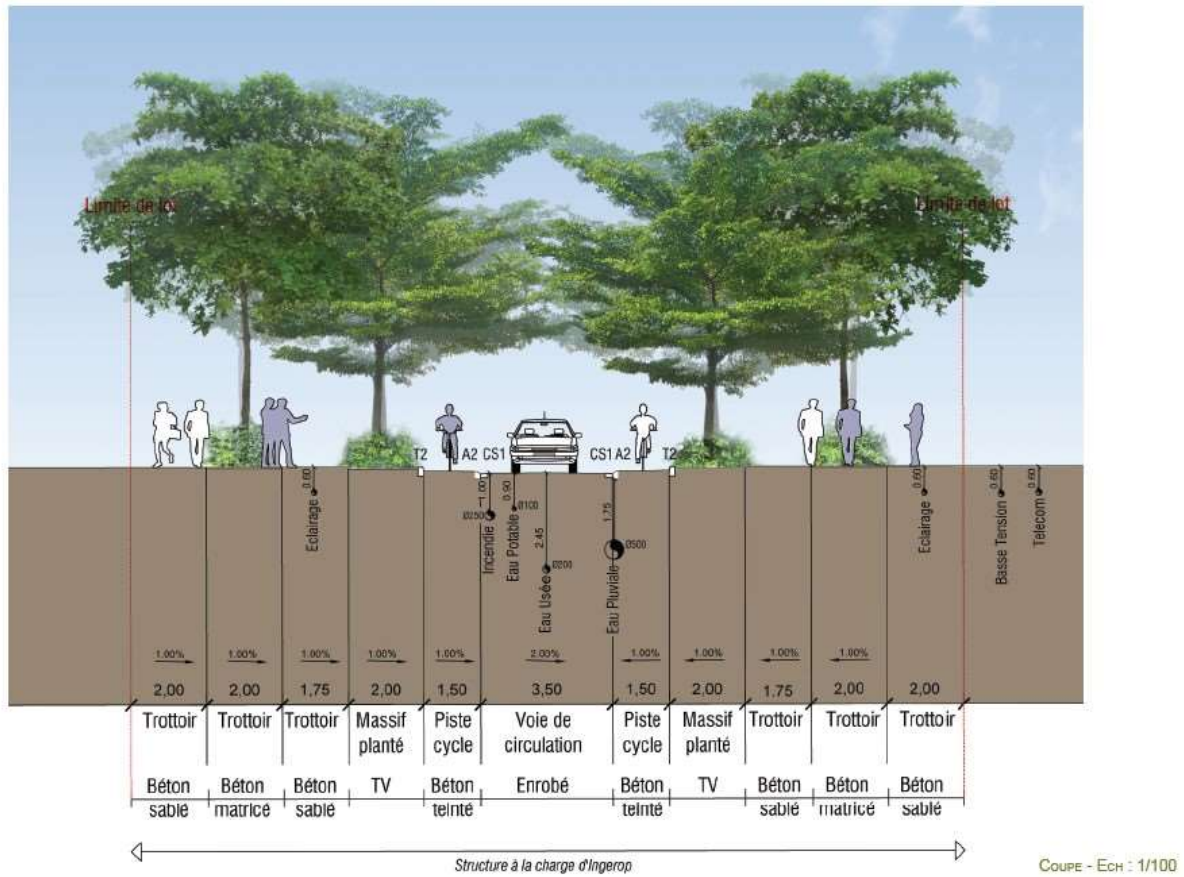 Limite de lot
Limite de lot
T2
A2
CS1
CS1
A2
T2
0.60
Eclairage
1.00
Ø250
Incendie
0.90
Ø100
Eau Potable
2.45
Ø200
Eau Usée
1.75
Ø500
Eau Pluviale
0.60
Eclairage
0.60
Basse Tension
0.60
Telecom
1.00% 1.00% 1.00% 1.00% 1.00% 2.00% 1.00% 1.00% 1.00% 1.00% 1.00%
2,00 2,00 1,75 2,00 1,50 3,50 1,50 2,00 1,75 2,00 2,00
Trottoir Trottoir Trottoir Massif Piste Voie de Piste Massif Trottoir Trottoir Trottoir
planté cycle circulation cycle planté
Béton Béton Béton TV Béton Enrobé Béton TV Béton Béton Béton
sablé matricé sablé teinté teinté sablé matricé sablé
Structure à la charge d'Ingerop
COUPE - ECH : 1/100